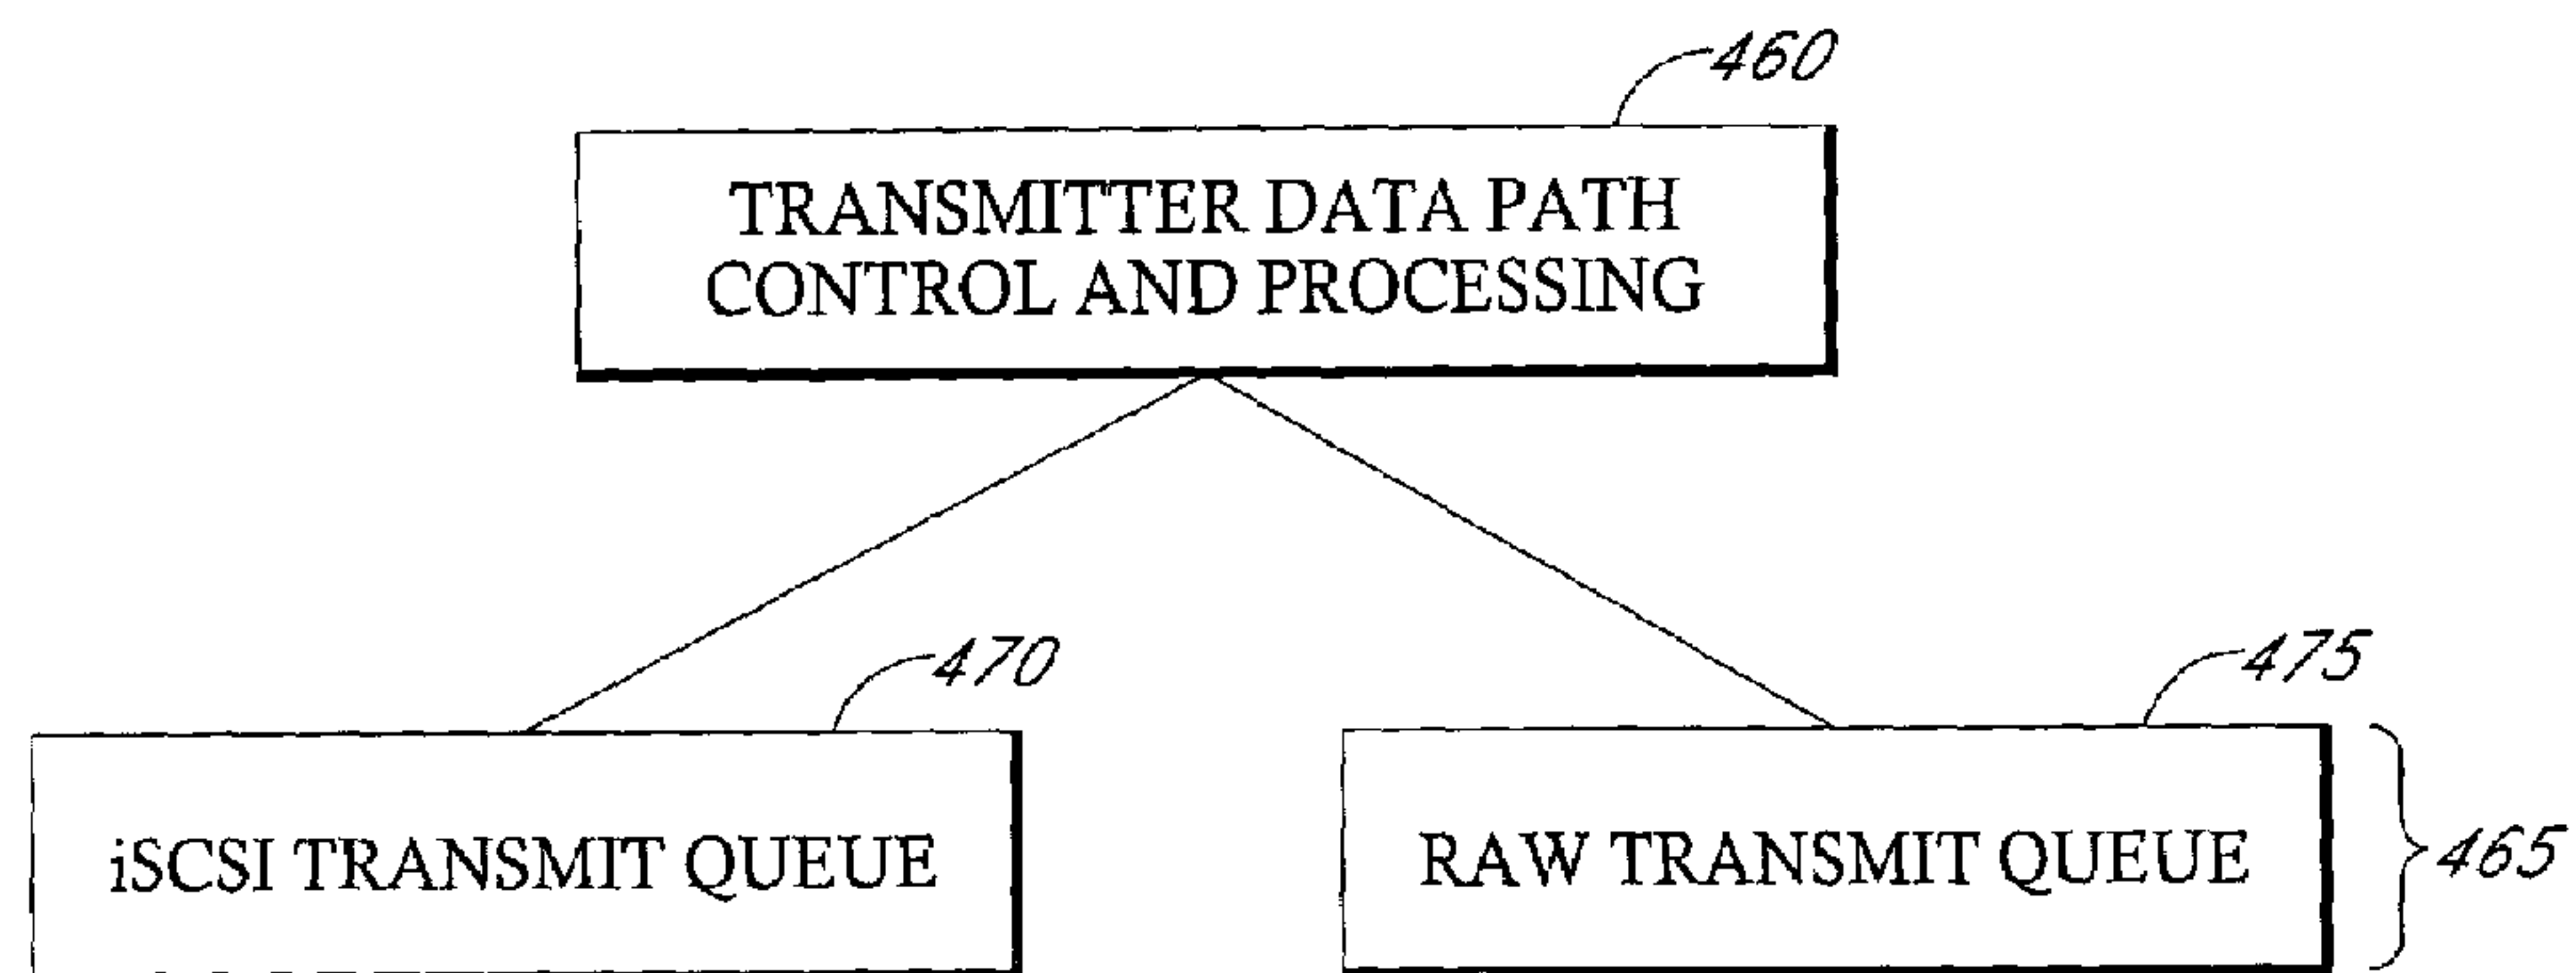 460
TRANSMITTER DATA PATH
CONTROL AND PROCESSING
470
475
iSCSI TRANSMIT QUEUE
RAW TRANSMIT QUEUE
465